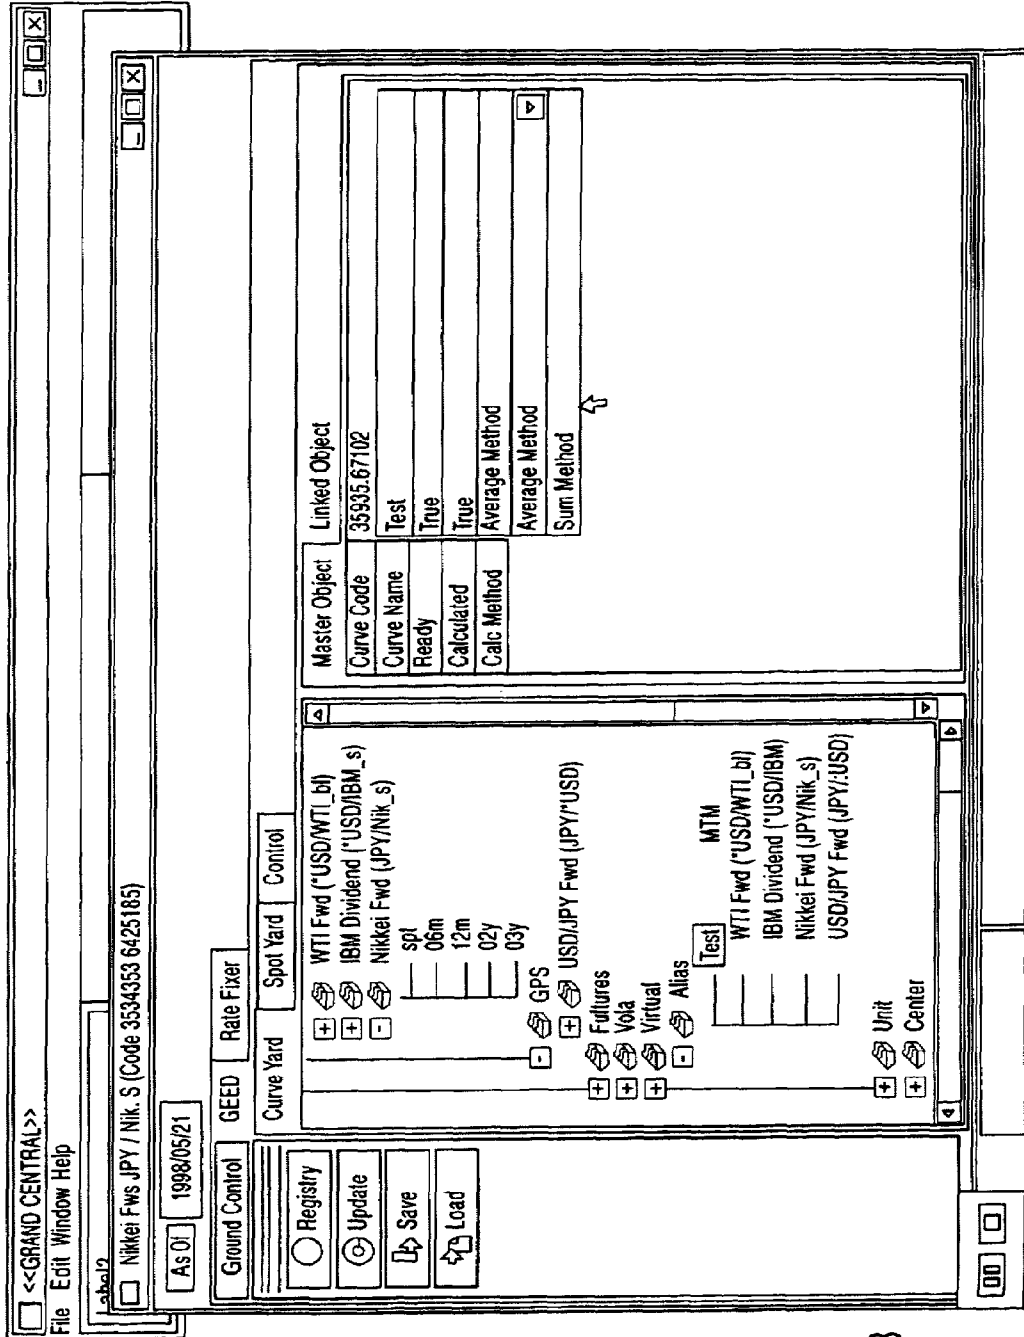 <<GRAND CENTRAL>>
File Edit Window Help
Label2
Nikkei Fws JPY / Nik. S (Code 3534353 6425185)
As Of 1998/05/21
Ground Control GEED Rate Fixer
Registry
Update
Save
Load
Curve Yard Spot Yard Control
WTI Fwd (*USD/WTI_bl)
IBM Dividend (*USD/IBM_s)
Nikkei Fwd (JPY/Nik_s)
spt
06m
12m
02y
03y
GPS
USD/JPY Fwd (JPY/*USD)
Futures
Vola
Virtual
Alias
Test MTM
WTI Fwd (*USD/WTI_bl)
IBM Dividend (*USD/IBM)
Nikkei Fwd (JPY/Nik_s)
USD/JPY Fwd (JPY/:USD)
Unit
Center
Master Object Linked Object
Curve Code 35935.67102
Curve Name Test
Ready True
Calculated True
Calc Method Average Method
Average Method
Sum Method